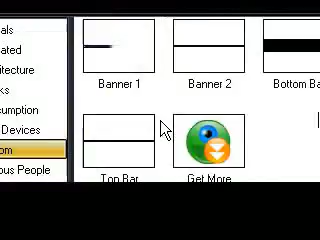 als
ated
itecture
ks
umption
Devices
om
ous People
Banner 1
Banner 2
Bottom Ba
Top Bar
Get More